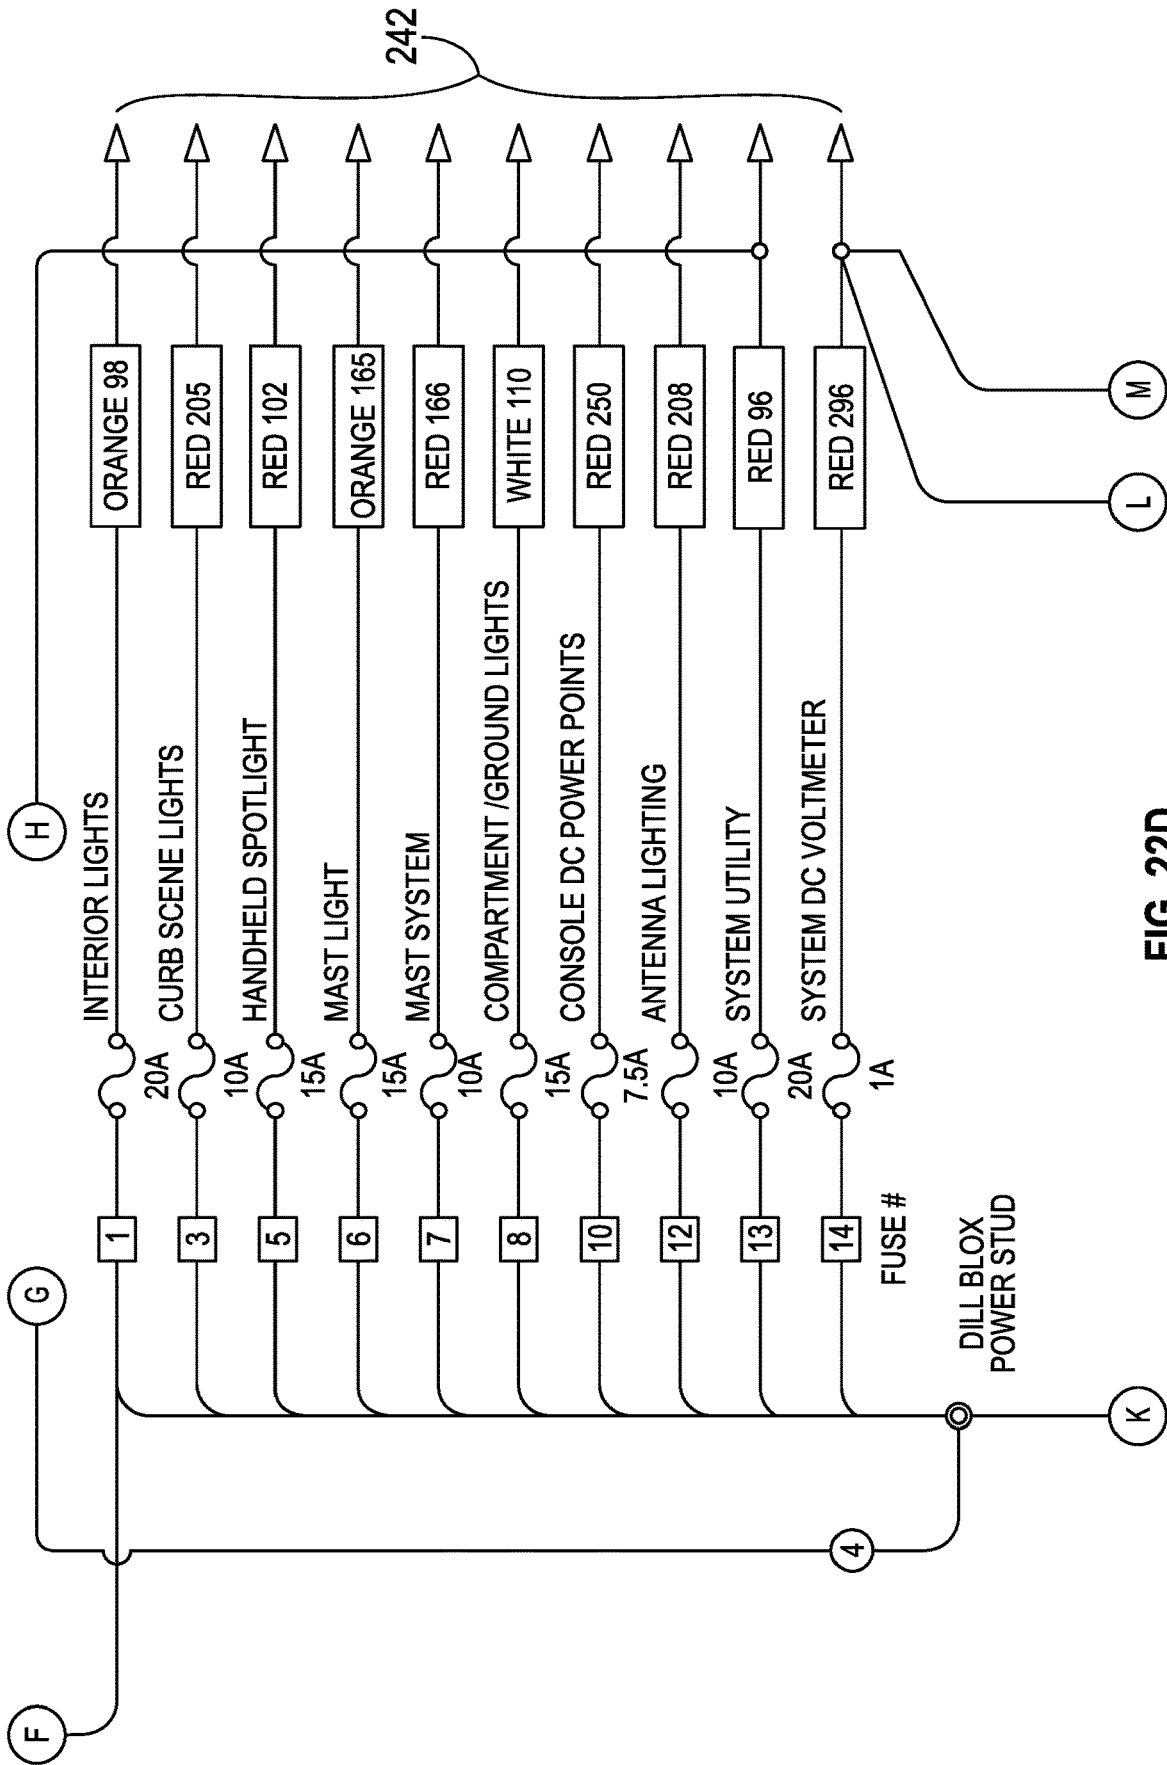 242
H
INTERIOR LIGHTS
20A
1
ORANGE 98
CURB SCENE LIGHTS
10A
3
RED 205
HANDHELD SPOTLIGHT
15A
5
RED 102
MAST LIGHT
15A
6
ORANGE 165
MAST SYSTEM
10A
7
RED 166
COMPARTMENT /GROUND LIGHTS
15A
8
WHITE 110
CONSOLE DC POWER POINTS
7.5A
10
RED 250
ANTENNA LIGHTING
10A
12
RED 208
SYSTEM UTILITY
20A
13
RED 96
SYSTEM DC VOLTMETER
1A
14
RED 296
FUSE #
G
F
4
DILL BLOX
POWER STUD
K
L
M
FIG. 22D